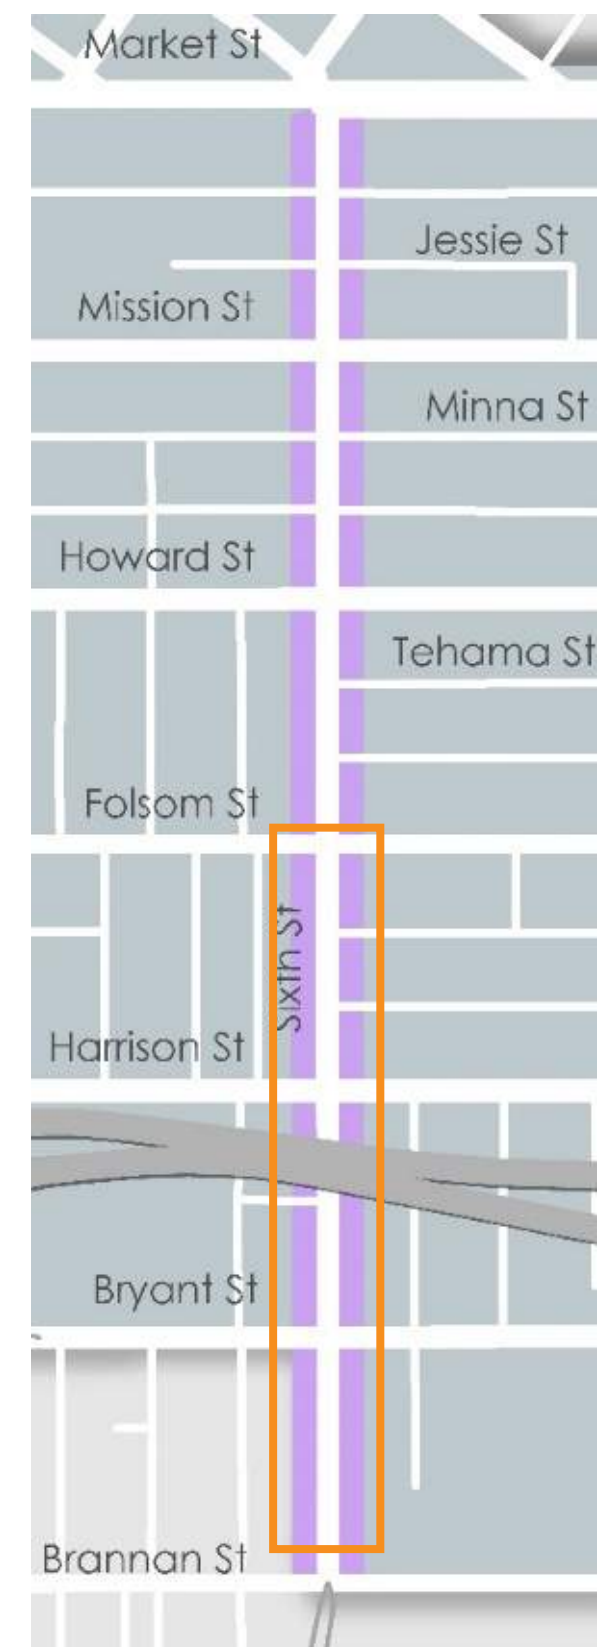 Market St
Jessie St
Mission St
Minna St
Howard St
Tehama St
Folsom St
Sixth St
Harrison St
Bryant St
Brannan St